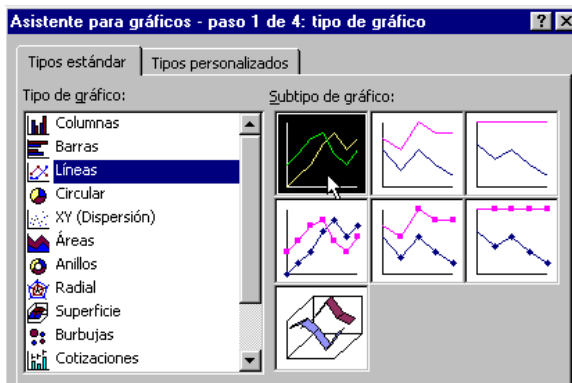 Asistente para gráficos - paso 1 de 4: tipo de gráfico
Tipos estándar
Tipos personalizados
Tipo de gráfico:
Subtipo de gráfico:
Columnas
Barras
Líneas
Circular
XY (Dispersión)
Áreas
Anillos
Radial
Superficie
Burbujas
Cotizaciones